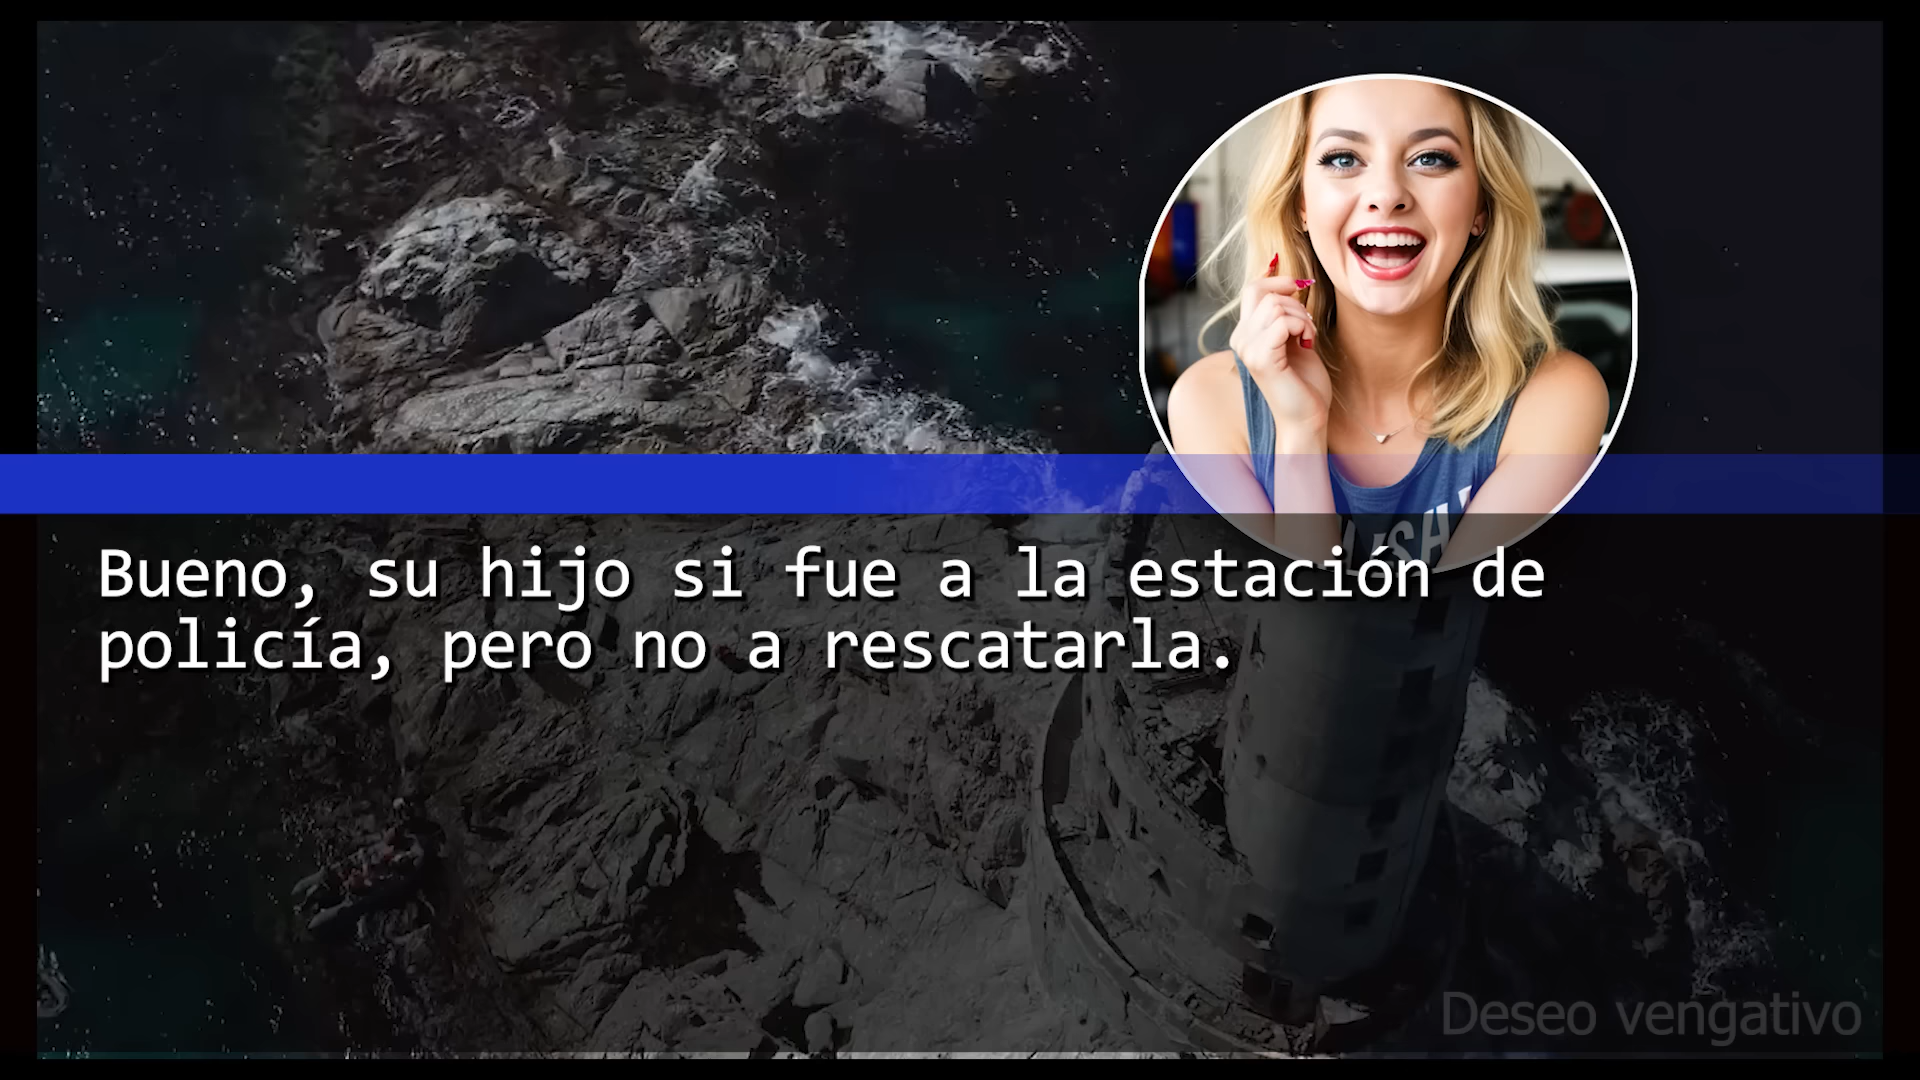 Bueno, su hijo si fue a la estación de
policía, pero no a rescatarla.
Deseo vengativo